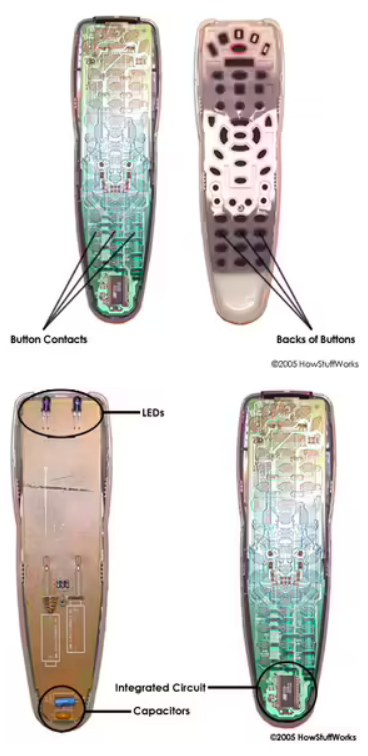 Button Contacts
Backs of Buttons
©2005 HowStuffWorks
LEDs
Integrated Circuit
Capacitors
©2005 HowStuffWorks